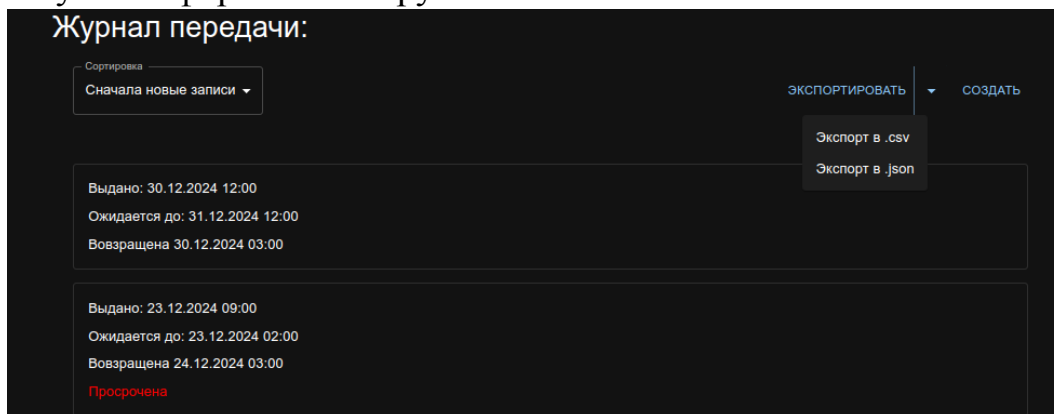 Журнал передачи:
Сортировка
Сначала новые записи
ЭКСПОРТИРОВАТЬ
СОЗДАТЬ
Экспорт в .csv
Экспорт в .json
Выдано: 30.12.2024 12:00
Ожидается до: 31.12.2024 12:00
Вовзращена 30.12.2024 03:00
Выдано: 23.12.2024 09:00
Ожидается до: 23.12.2024 02:00
Вовзращена 24.12.2024 03:00
Просрочена